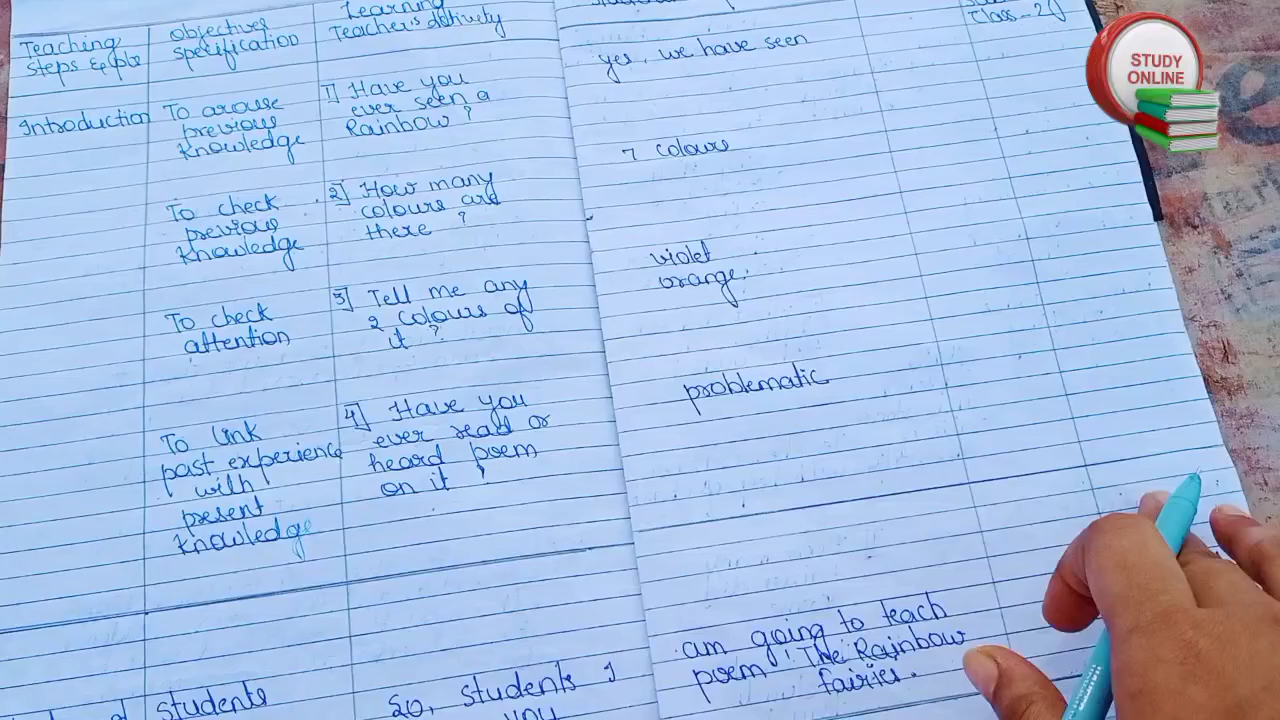 Teaching
steps & pts
objectives
specification
Learning
Teacher's activity
Class - 2
STUDY
ONLINE
Introduction
To arouse
previous
knowledge
1] Have you
ever seen a
Rainbow ?
yes, we have seen
To check
previous
knowledge
2] How many
colours are
there ?
7 colours
To check
attention
3] Tell me any
2 colours of
it ?
violet
orange
To link
past experience
with
present
knowledge
4] Have you
ever read or
heard poem
on it ?
problematic
students
So, students I
you
am going to teach
poem 'The Rainbow
fairies.